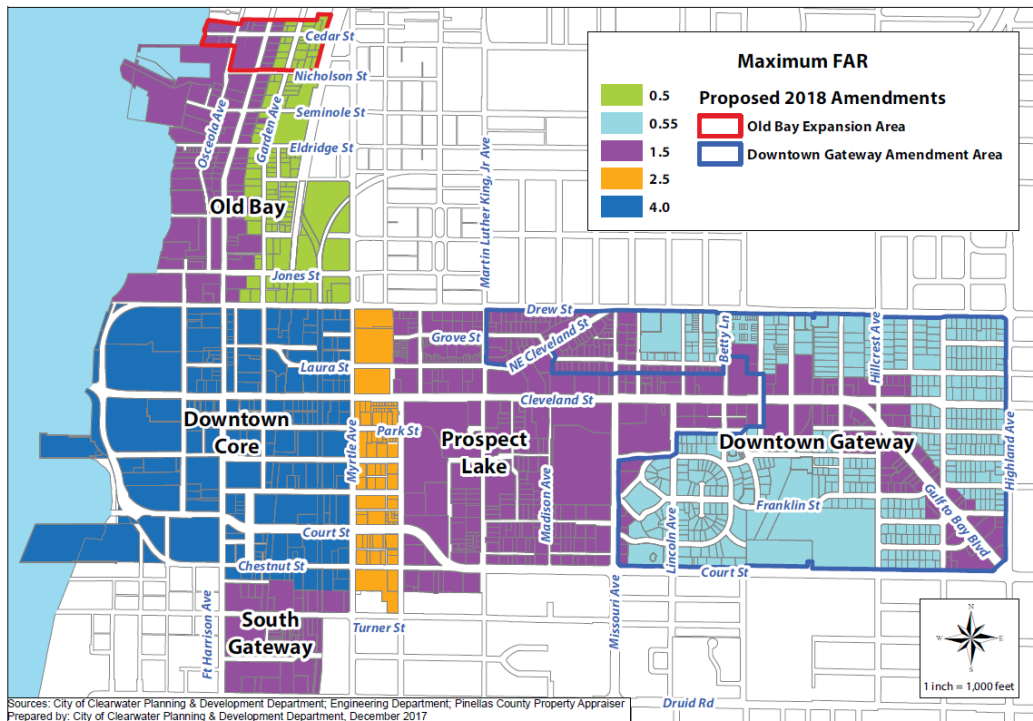 Cedar St
Nicholson St
Seminole St
Eldridge St
Osceola Ave
Garden Ave
Old Bay
Jones St
Martin Luther King, Jr Ave
Maximum FAR
0.5
0.55
1.5
2.5
4.0
Proposed 2018 Amendments
Old Bay Expansion Area
Downtown Gateway Amendment Area
Drew St
Grove St
NE Cleveland St
Betty Ln
Hillcrest Ave
Laura St
Cleveland St
Downtown
Core
Myrtle Ave
Park St
Prospect
Lake
Madison Ave
Downtown Gateway
Highland Ave
Franklin St
Gulf to Bay Blvd
Lincoln Ave
Court St
Chestnut St
Court St
Missouri Ave
Ft Harrison Ave
South
Gateway
Turner St
Druid Rd
N
W
E
S
1 inch = 1,000 feet
Sources: City of Clearwater Planning & Development Department; Engineering Department; Pinellas County Property Appraiser
Prepared by: City of Clearwater Planning & Development Department, December 2017